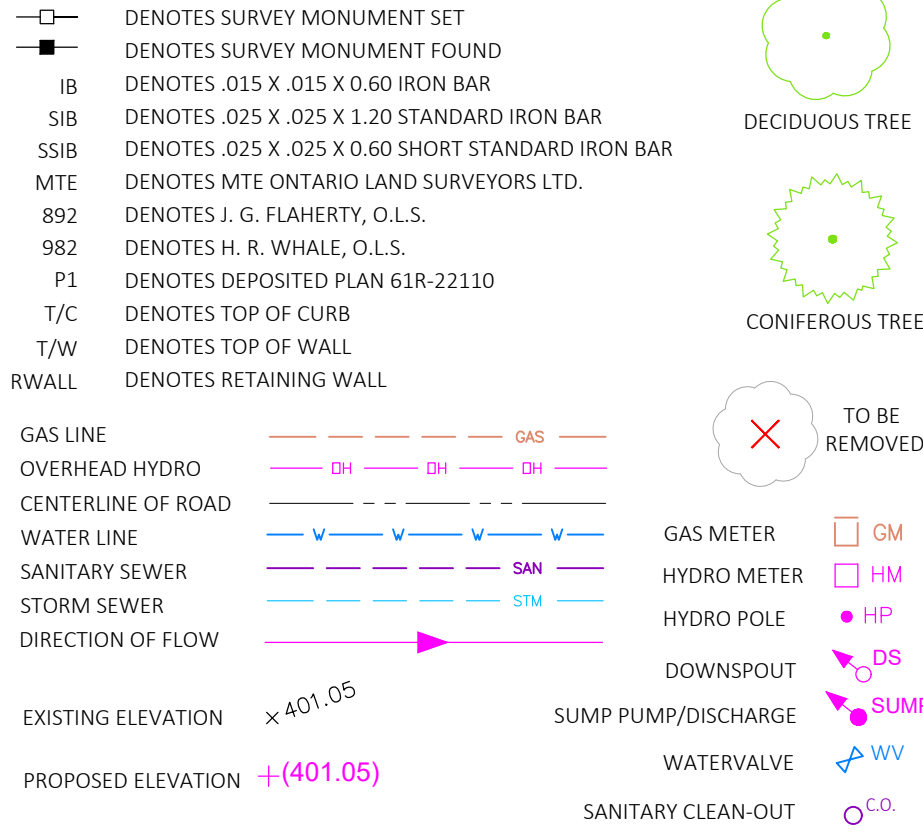 DENOTES SURVEY MONUMENT SET
DENOTES SURVEY MONUMENT FOUND
IB DENOTES .015 X .015 X 0.60 IRON BAR
SIB DENOTES .025 X .025 X 1.20 STANDARD IRON BAR
SSIB DENOTES .025 X .025 X 0.60 SHORT STANDARD IRON BAR
MTE DENOTES MTE ONTARIO LAND SURVEYORS LTD.
892 DENOTES J. G. FLAHERTY, O.L.S.
982 DENOTES H. R. WHALE, O.L.S.
P1 DENOTES DEPOSITED PLAN 61R-22110
T/C DENOTES TOP OF CURB
T/W DENOTES TOP OF WALL
RWALL DENOTES RETAINING WALL
DECIDUOUS TREE
CONIFEROUS TREE
TO BE
REMOVED
GAS LINE GAS
OVERHEAD HYDRO OH OH OH
CENTERLINE OF ROAD
WATER LINE W W W W
SANITARY SEWER SAN
STORM SEWER STM
DIRECTION OF FLOW
EXISTING ELEVATION 401.05
PROPOSED ELEVATION (401.05)
GAS METER GM
HYDRO METER HM
HYDRO POLE HP
DOWNSPOUT DS
SUMP PUMP/DISCHARGE SUMP
WATERVALVE WV
SANITARY CLEAN-OUT C.O.